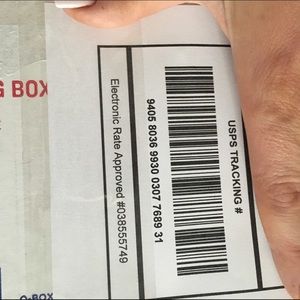 G BOX
USPS TRACKING #
9405 8036 9930 0307 7689 31
Electronic Rate Approved #038555749
O-BOX